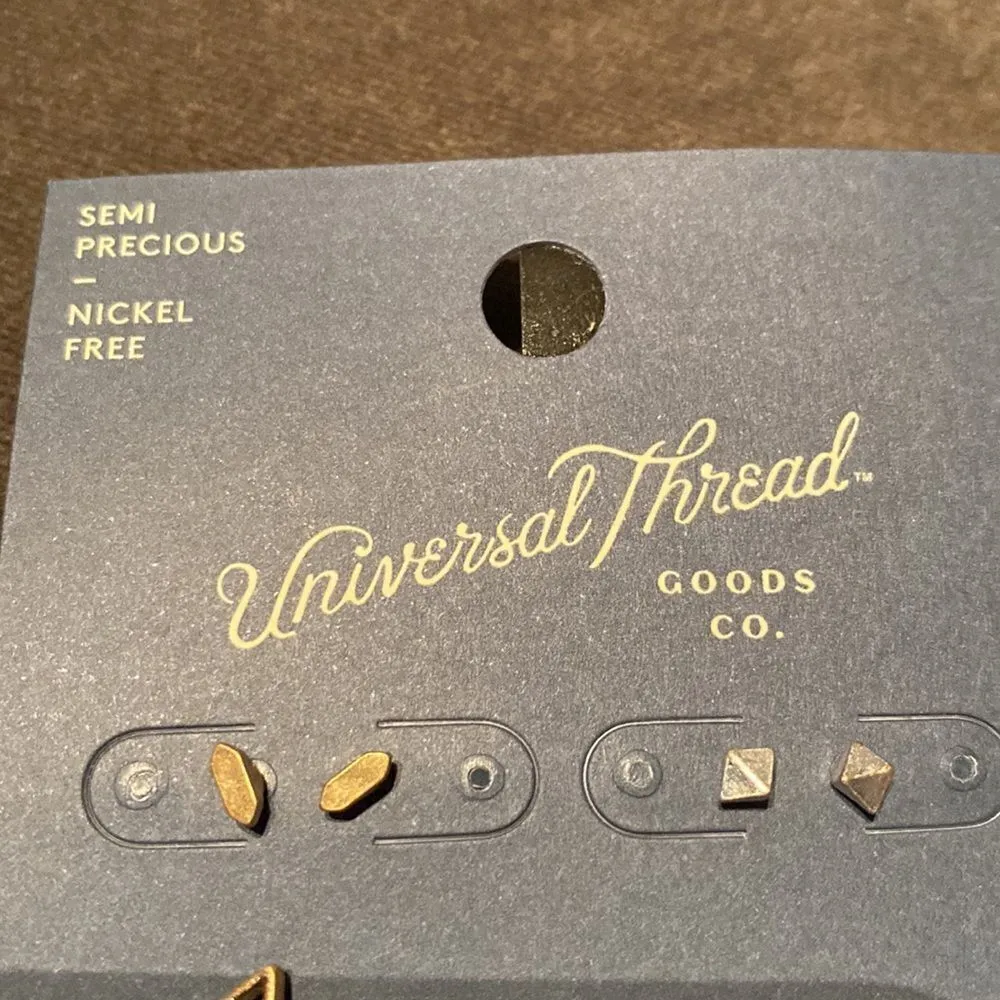 SEMI
PRECIOUS
—
NICKEL
FREE
Universal Thread™
GOODS
CO.